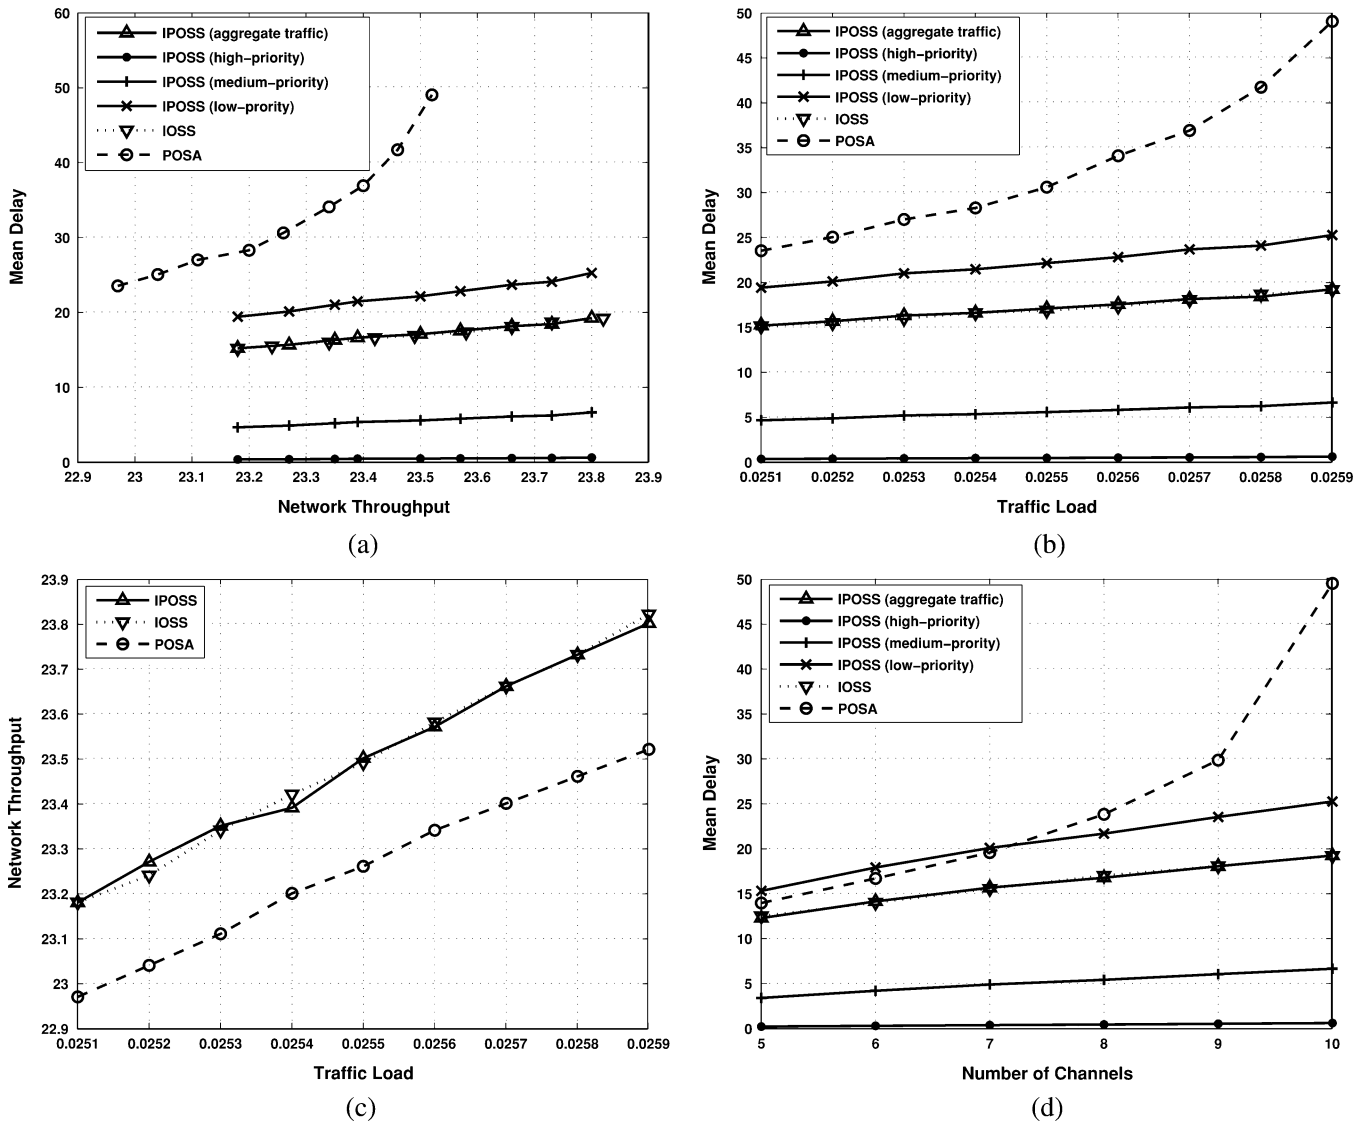 60
50
40
30
20
10
0
Mean Delay
IPOSS (aggregate traffic)
IPOSS (high-priority)
IPOSS (medium-priority)
IPOSS (low-prority)
IOSS
POSA
22.9 23 23.1 23.2 23.3 23.4 23.5 23.6 23.7 23.8 23.9
Network Throughput
(a)
50
45
40
35
30
25
20
15
10
5
0
Mean Delay
IPOSS (aggregate traffic)
IPOSS (high-priority)
IPOSS (medium-priority)
IPOSS (low-priority)
IOSS
POSA
0.0251 0.0252 0.0253 0.0254 0.0255 0.0256 0.0257 0.0258 0.0259
Traffic Load
(b)
23.9
23.8
23.7
23.6
23.5
23.4
23.3
23.2
23.1
23
22.9
Network Throughput
IPOSS
IOSS
POSA
0.0251 0.0252 0.0253 0.0254 0.0255 0.0256 0.0257 0.0258 0.0259
Traffic Load
(c)
50
45
40
35
30
25
20
15
10
5
0
Mean Delay
IPOSS (aggregate traffic)
IPOSS (high-priority)
IPOSS (medium-prority)
IPOSS (low-priority)
IOSS
POSA
5 6 7 8 9 10
Number of Channels
(d)